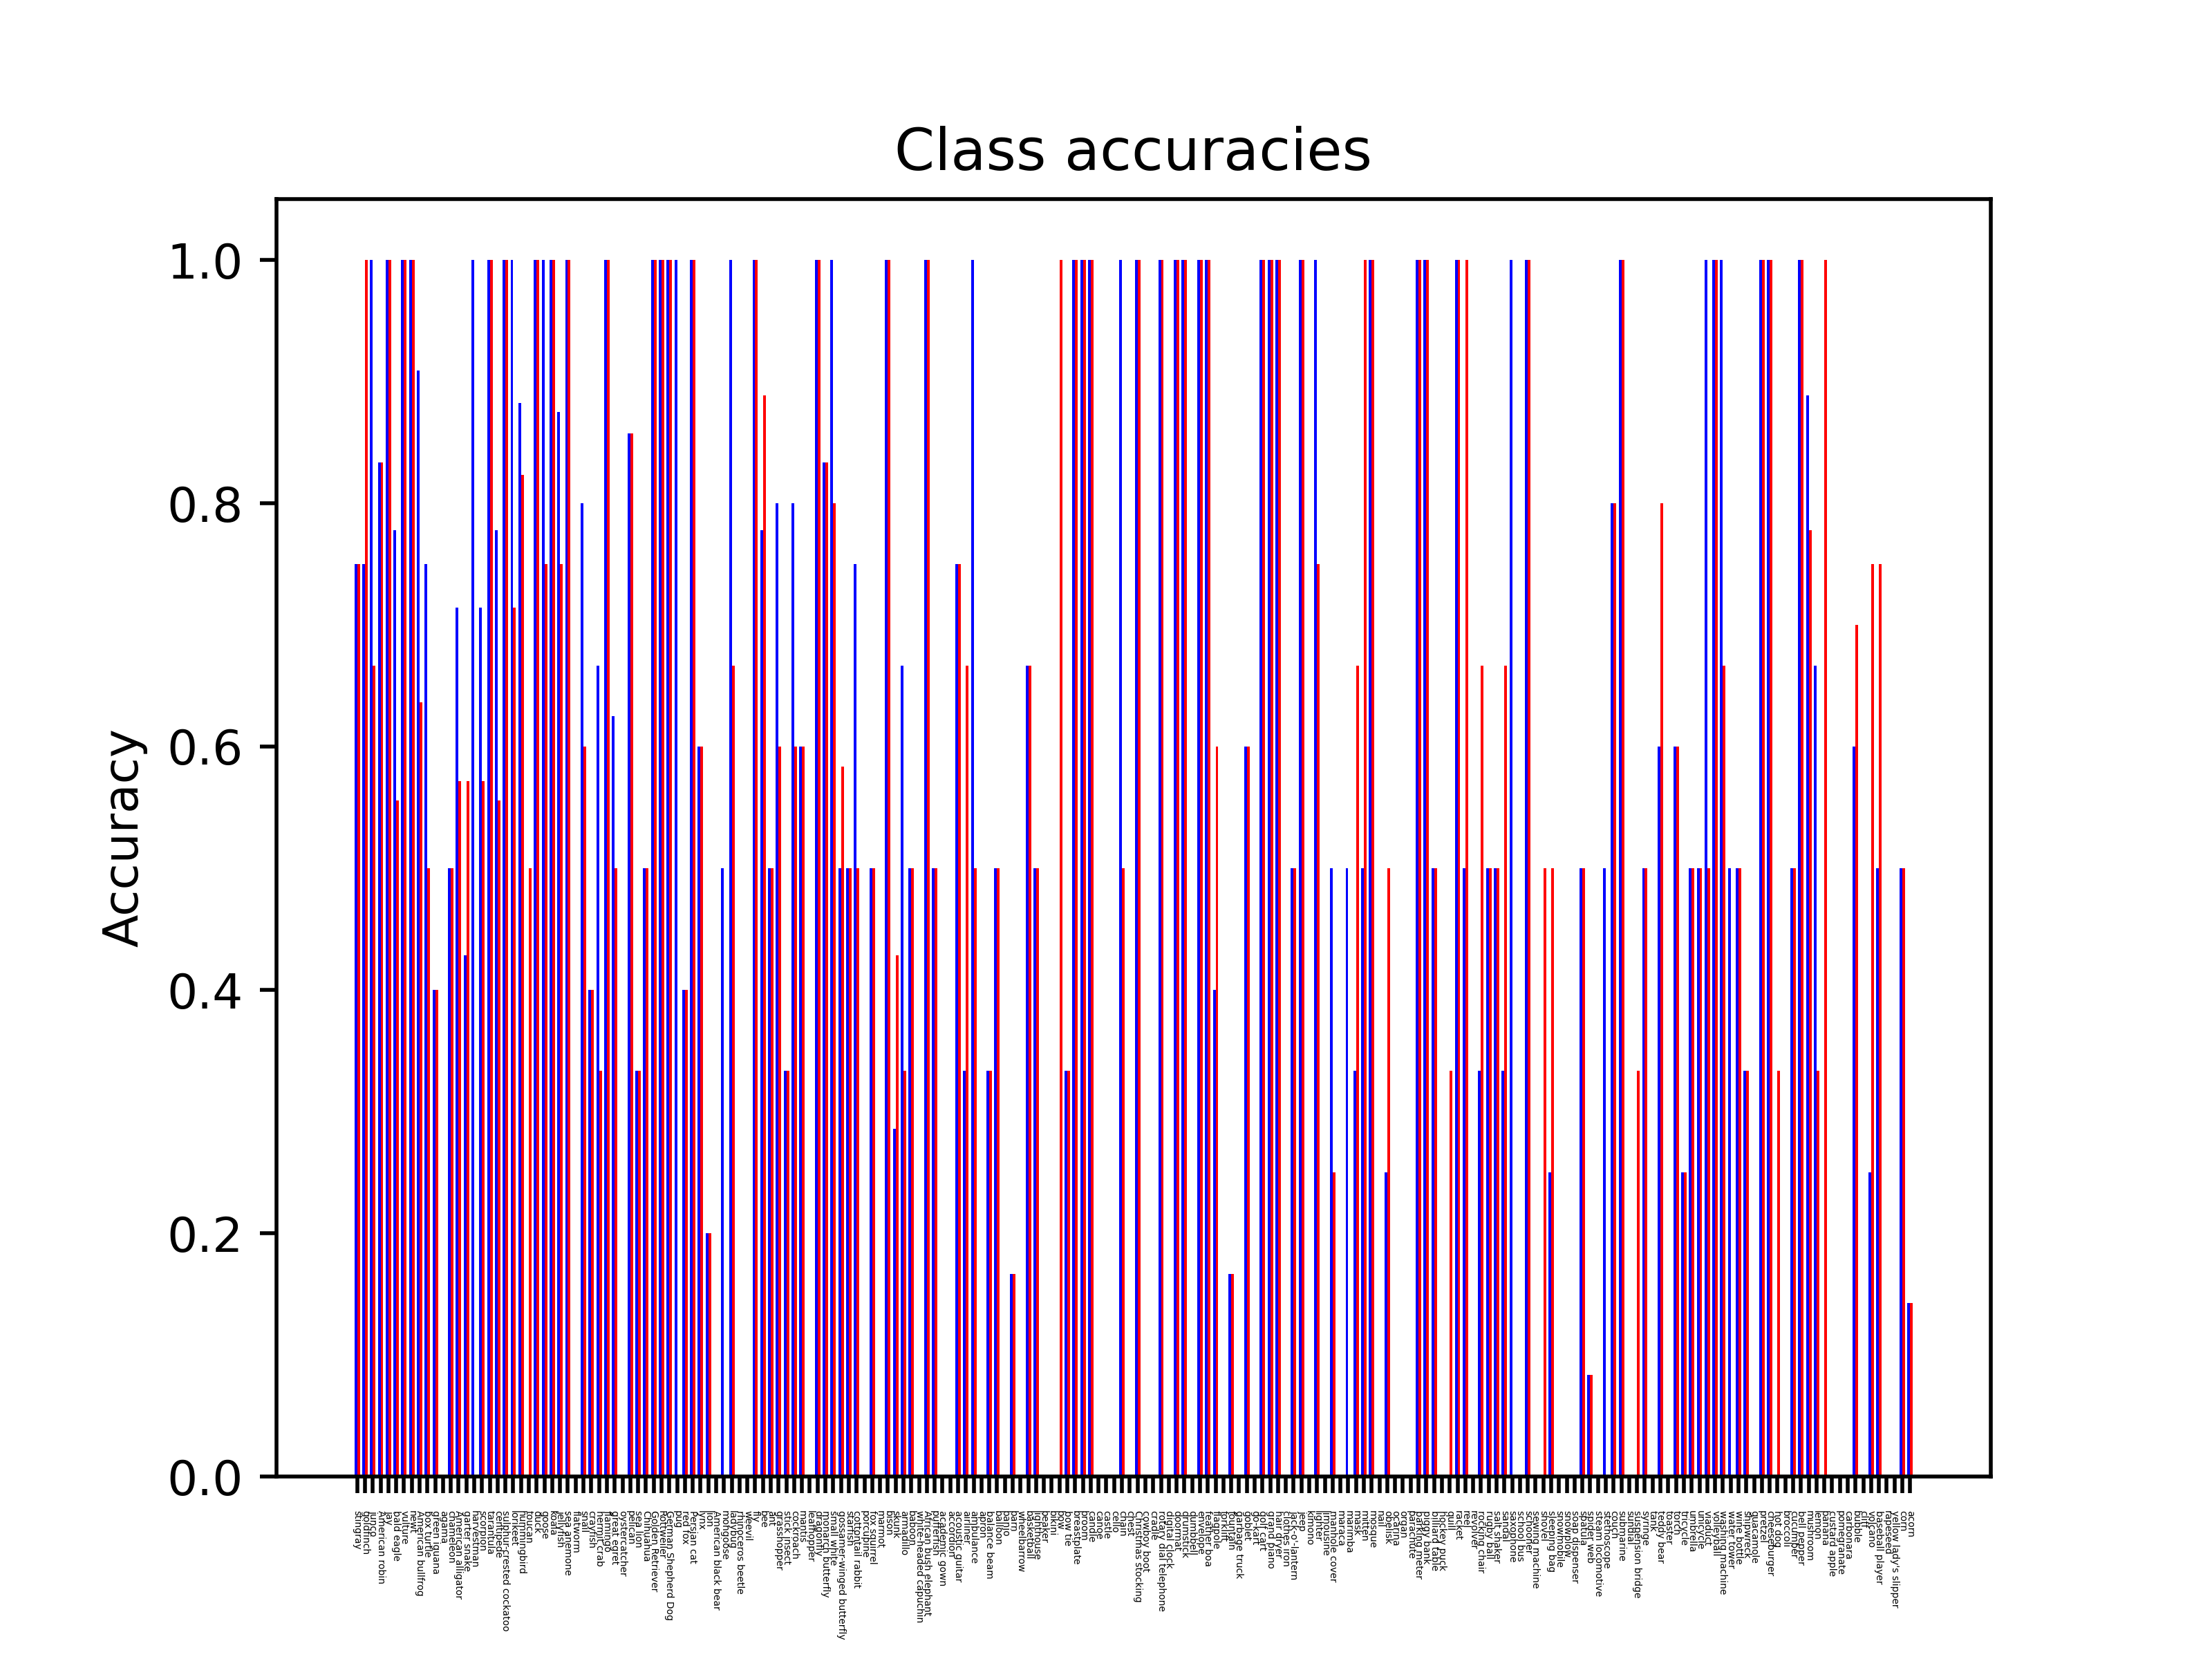 Class accuracies
Accuracy
1.0
0.8
0.6
0.4
0.2
0.0
stingray
goldfinch
junco
American robin
jay
bald eagle
vulture
newt
American bullfrog
box turtle
green iguana
agama
chameleon
American alligator
garter snake
harvestman
scorpion
tarantula
centipede
sulphur-crested cockatoo
lorikeet
hummingbird
toucan
duck
goose
koala
jellyfish
sea anemone
flatworm
snail
crayfish
hermit crab
flamingo
great egret
oystercatcher
pelican
sea lion
Chihuahua
Golden Retriever
Rottweiler
German Shepherd Dog
pug
red fox
Persian cat
lynx
lion
American black bear
mongoose
ladybug
rhinoceros beetle
weevil
fly
bee
ant
grasshopper
stick insect
cockroach
mantis
leafhopper
dragonfly
monarch butterfly
small white
gossamer-winged butterfly
starfish
cottontail rabbit
porcupine
fox squirrel
marmot
bison
skunk
armadillo
baboon
white-headed capuchin
African bush elephant
pufferfish
academic gown
accordion
acoustic guitar
airliner
ambulance
apron
balance beam
balloon
banjo
barn
wheelbarrow
basketball
lighthouse
beaker
bikini
bow
bow tie
breastplate
broom
candle
canoe
castle
cello
chain
chest
Christmas stocking
cowboy boot
cradle
rotary dial telephone
digital clock
doormat
drumstick
dumbbell
envelope
feather boa
flagpole
forklift
fountain
garbage truck
goblet
go-kart
golf cart
grand piano
hair dryer
clothes iron
jack-o'-lantern
jeep
kimono
lighter
limousine
manhole cover
maraca
marimba
mask
mitten
mosque
nail
obelisk
ocarina
organ
parachute
parking meter
piggy bank
billiard table
hockey puck
quill
racket
reel
revolver
rocking chair
rugby ball
salt shaker
sandal
saxophone
school bus
schooner
sewing machine
shovel
sleeping bag
snowmobile
snowplow
soap dispenser
spatula
spider web
steam locomotive
stethoscope
couch
submarine
sundial
suspension bridge
syringe
tank
teddy bear
toaster
torch
tricycle
umbrella
unicycle
viaduct
volleyball
washing machine
water tower
wine bottle
shipwreck
guacamole
pretzel
cheeseburger
hot dog
broccoli
cucumber
bell pepper
mushroom
lemon
banana
custard apple
pomegranate
carbonara
bubble
cliff
volcano
baseball player
rapeseed
yellow lady's slipper
corn
acorn